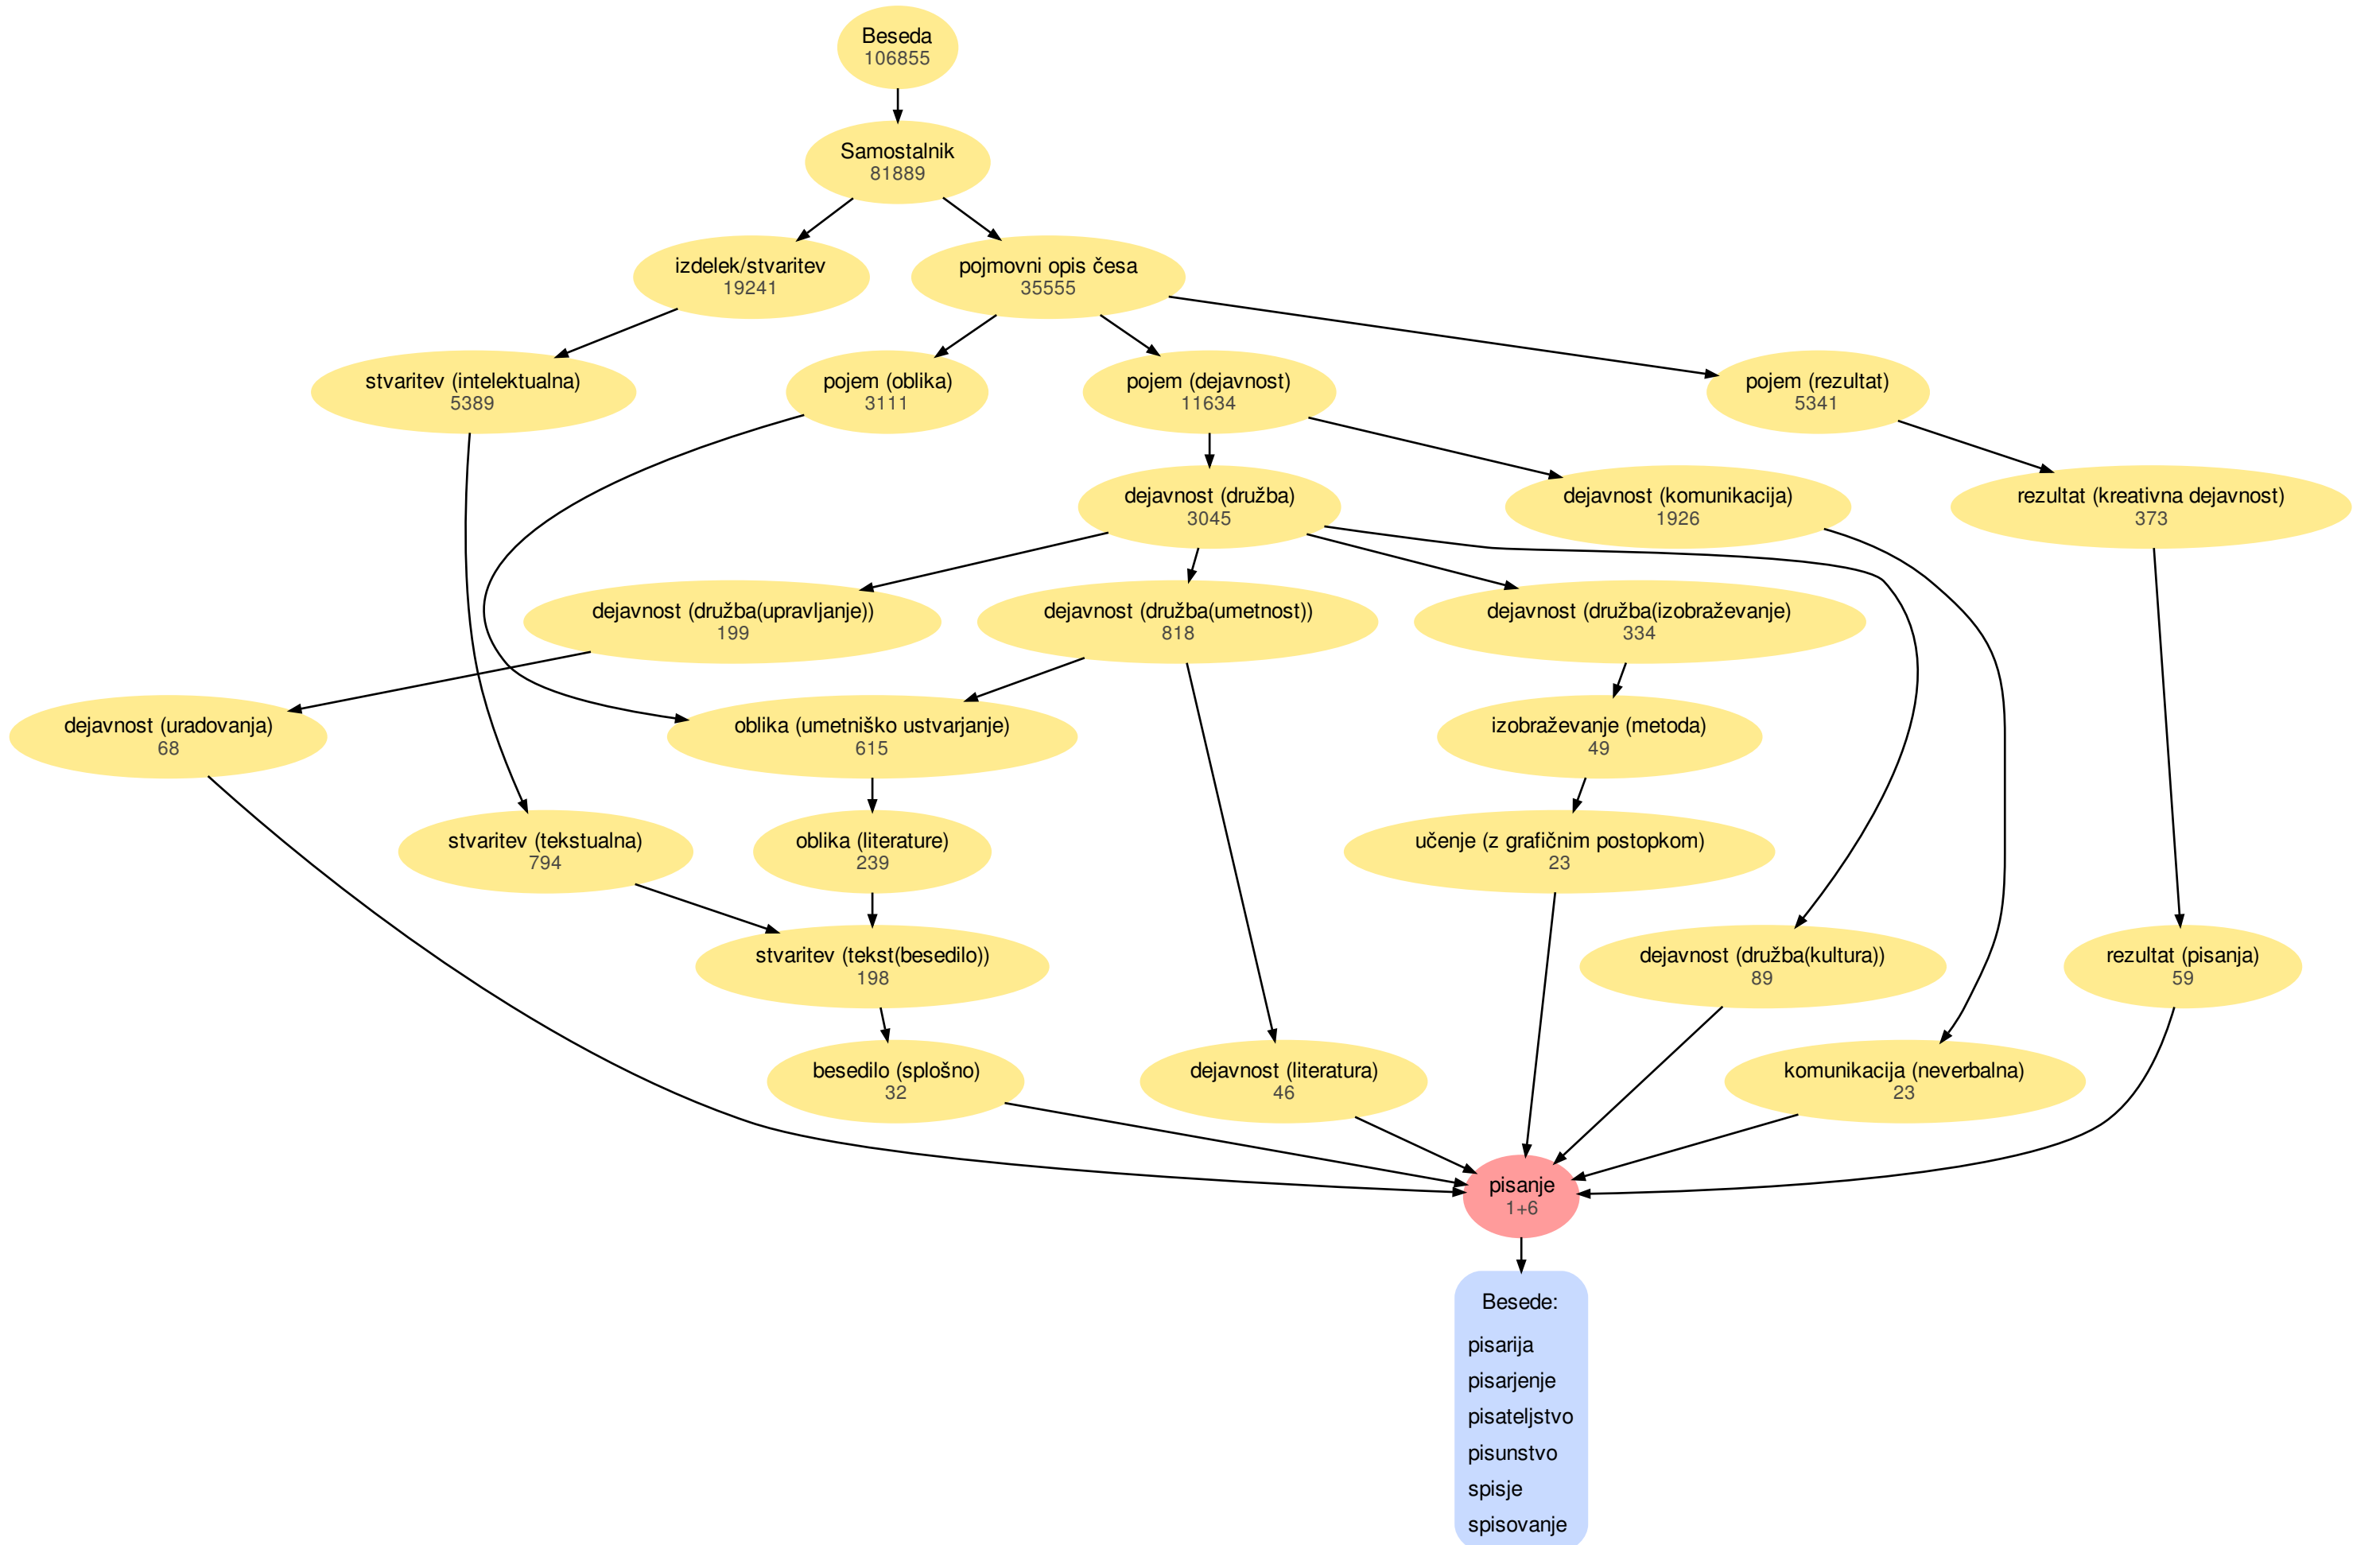 Beseda
106855
Samostalnik
81889
izdelek/stvaritev
19241
pojmovni opis česa
35555
stvaritev (intelektualna)
5389
pojem (oblika)
3111
pojem (dejavnost)
11634
pojem (rezultat)
5341
dejavnost (družba)
3045
dejavnost (komunikacija)
1926
rezultat (kreativna dejavnost)
373
dejavnost (družba(upravljanje))
199
dejavnost (družba(umetnost))
818
dejavnost (družba(izobraževanje)
334
dejavnost (uradovanja)
68
oblika (umetniško ustvarjanje)
615
izobraževanje (metoda)
49
stvaritev (tekstualna)
794
oblika (literature)
239
učenje (z grafičnim postopkom)
23
stvaritev (tekst(besedilo))
198
dejavnost (družba(kultura))
89
rezultat (pisanja)
59
besedilo (splošno)
32
dejavnost (literatura)
46
komunikacija (neverbalna)
23
pisanje
1+6
Besede:
pisarija
pisarjenje
pisateljstvo
pisunstvo
spisje
spisovanje